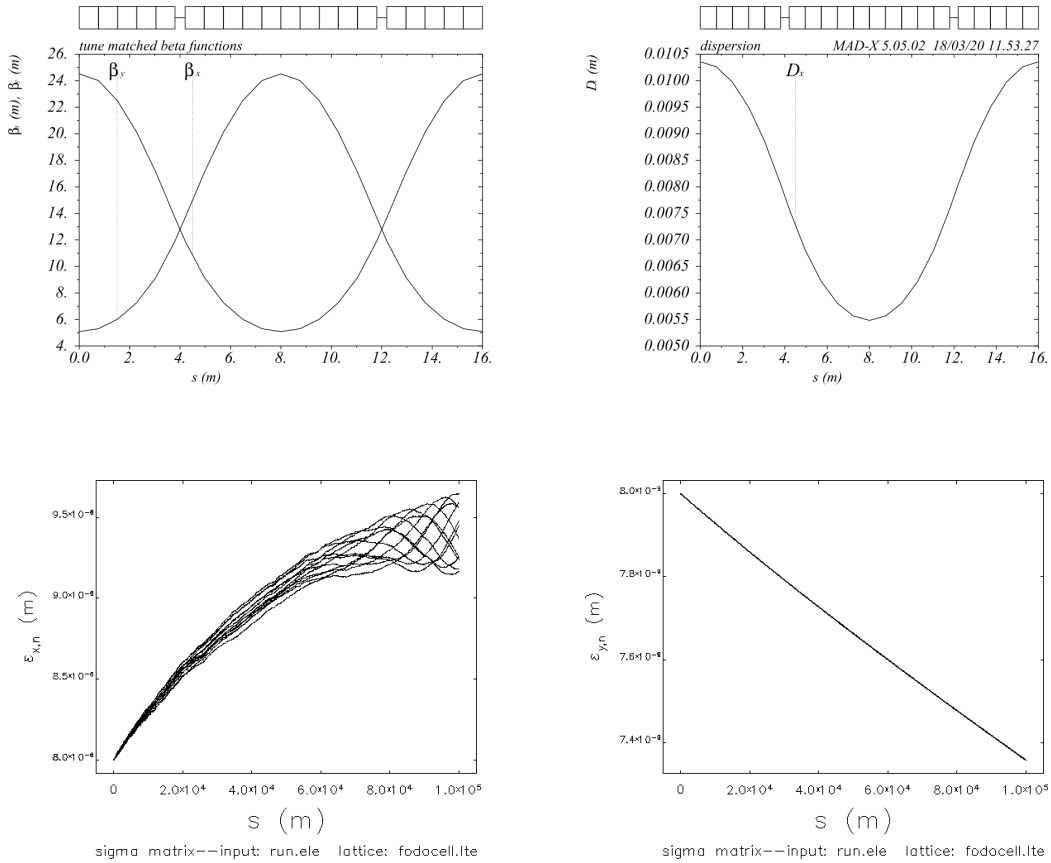 tune matched beta functions
β x (m), β y (m)
26.
24.
22.
20.
18.
16.
14.
12.
10.
8.
6.
4.
β y
β x
0.0 2. 4. 6. 8. 10. 12. 14. 16.
s (m)
dispersion MAD-X 5.05.02 18/03/20 11.53.27
D (m)
0.0105
0.0100
0.0095
0.0090
0.0085
0.0080
0.0075
0.0070
0.0065
0.0060
0.0055
0.0050
D x
0.0 2. 4. 6. 8. 10. 12. 14. 16.
s (m)
εx,n (m)
9.5×10⁻⁶
9.0×10⁻⁶
8.5×10⁻⁶
8.0×10⁻⁶
0 2.0×10⁴ 4.0×10⁴ 6.0×10⁴ 8.0×10⁴ 1.0×10⁵
s (m)
sigma matrix--input: run.ele lattice: fodocell.lte
εy,n (m)
8.0×10⁻⁹
7.8×10⁻⁹
7.6×10⁻⁹
7.4×10⁻⁹
0 2.0×10⁴ 4.0×10⁴ 6.0×10⁴ 8.0×10⁴ 1.0×10⁵
s (m)
sigma matrix--input: run.ele lattice: fodocell.lte